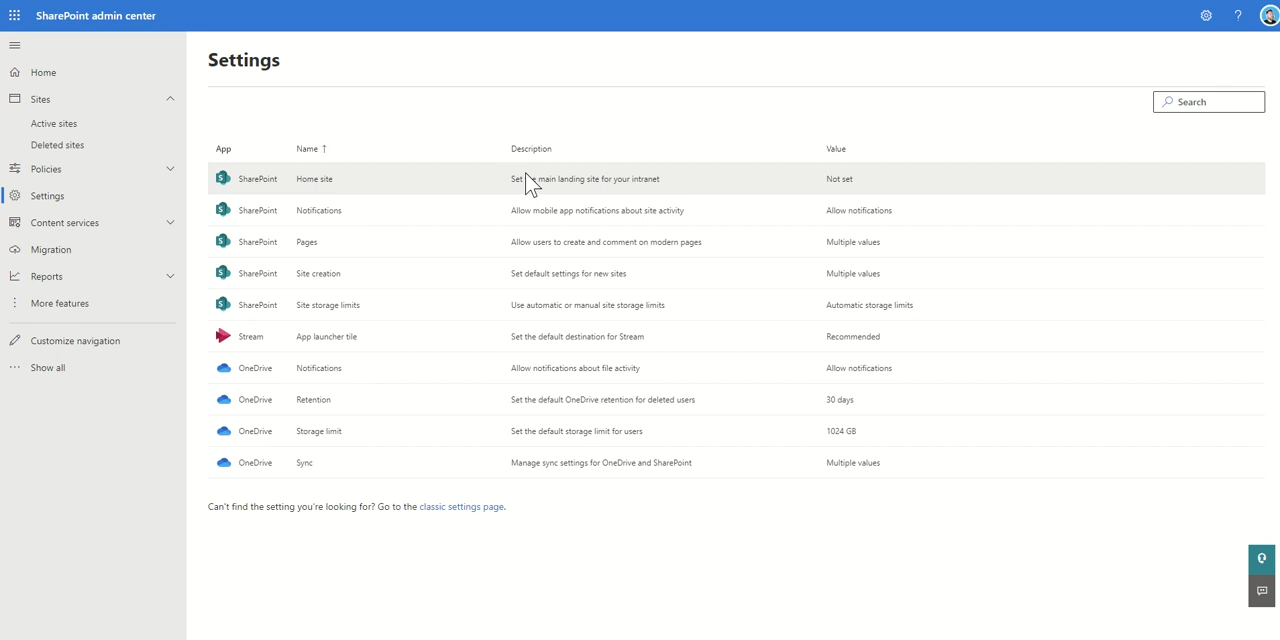 SharePoint admin center
?
Home
Sites
Active sites
Deleted sites
Policies
Settings
Content services
Migration
Reports
More features
Customize navigation
Show all
Settings
Search
App Name ↑ Description Value
SharePoint Home site Set main landing site for your intranet Not set
SharePoint Notifications Allow mobile app notifications about site activity Allow notifications
SharePoint Pages Allow users to create and comment on modern pages Multiple values
SharePoint Site creation Set default settings for new sites Multiple values
SharePoint Site storage limits Use automatic or manual site storage limits Automatic storage limits
Stream App launcher tile Set the default destination for Stream Recommended
OneDrive Notifications Allow notifications about file activity Allow notifications
OneDrive Retention Set the default OneDrive retention for deleted users 30 days
OneDrive Storage limit Set the default storage limit for users 1024 GB
OneDrive Sync Manage sync settings for OneDrive and SharePoint Multiple values
Can't find the setting you're looking for? Go to the classic settings page.